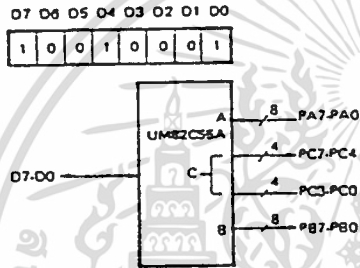 D7 D6 D5 D4 D3 D2 D1 D0
1 0 0 1 0 0 0 1
A
8
PA7-PA0
UM82C55A
4
PC7-PC4
D7-D0
C
4
PC3-PC0
B
8
PB7-PB0